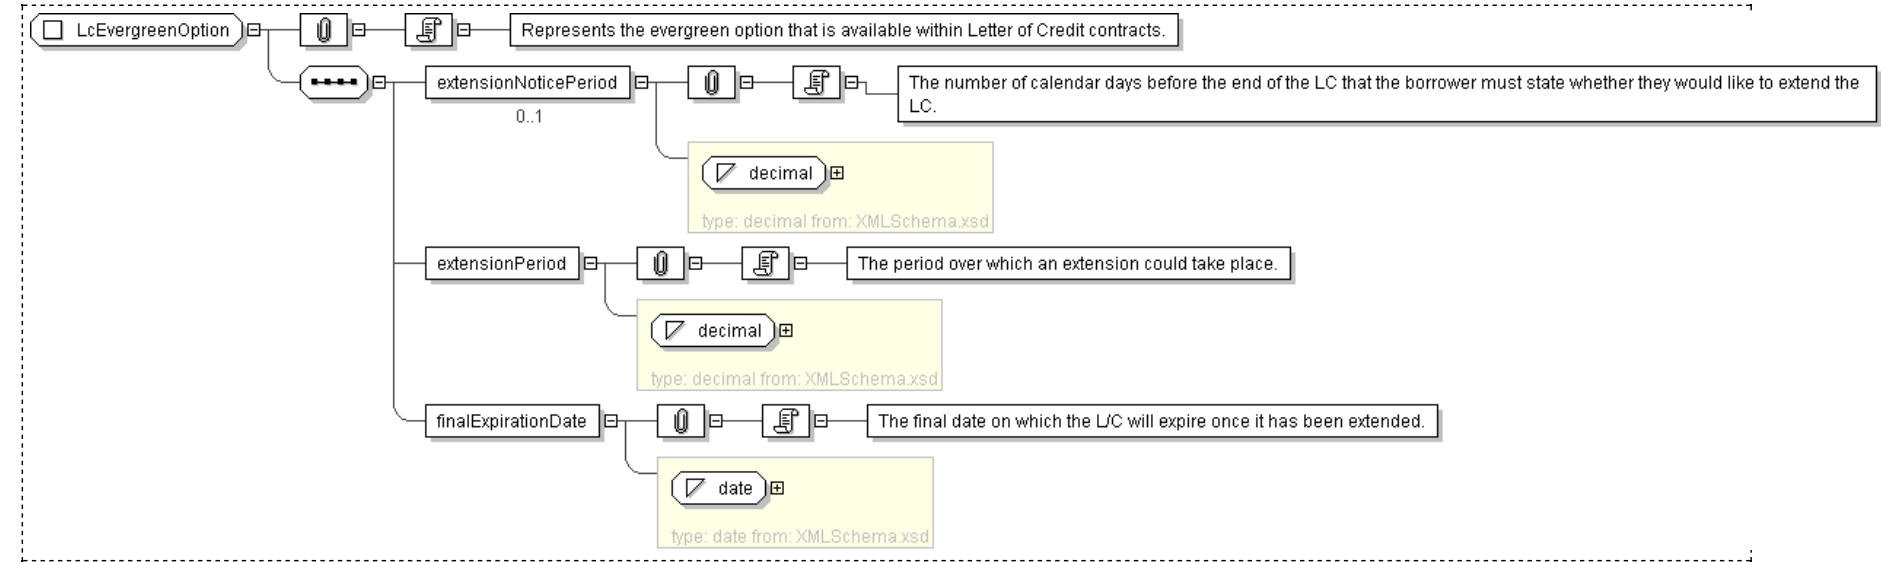 LcEvergreenOption
Represents the evergreen option that is available within Letter of Credit contracts.
extensionNoticePeriod
0..1
The number of calendar days before the end of the LC that the borrower must state whether they would like to extend the
LC.
decimal
type: decimal from: XMLSchema.xsd
extensionPeriod
The period over which an extension could take place.
decimal
type: decimal from: XMLSchema.xsd
finalExpirationDate
The final date on which the L/C will expire once it has been extended.
date
type: date from: XMLSchema.xsd